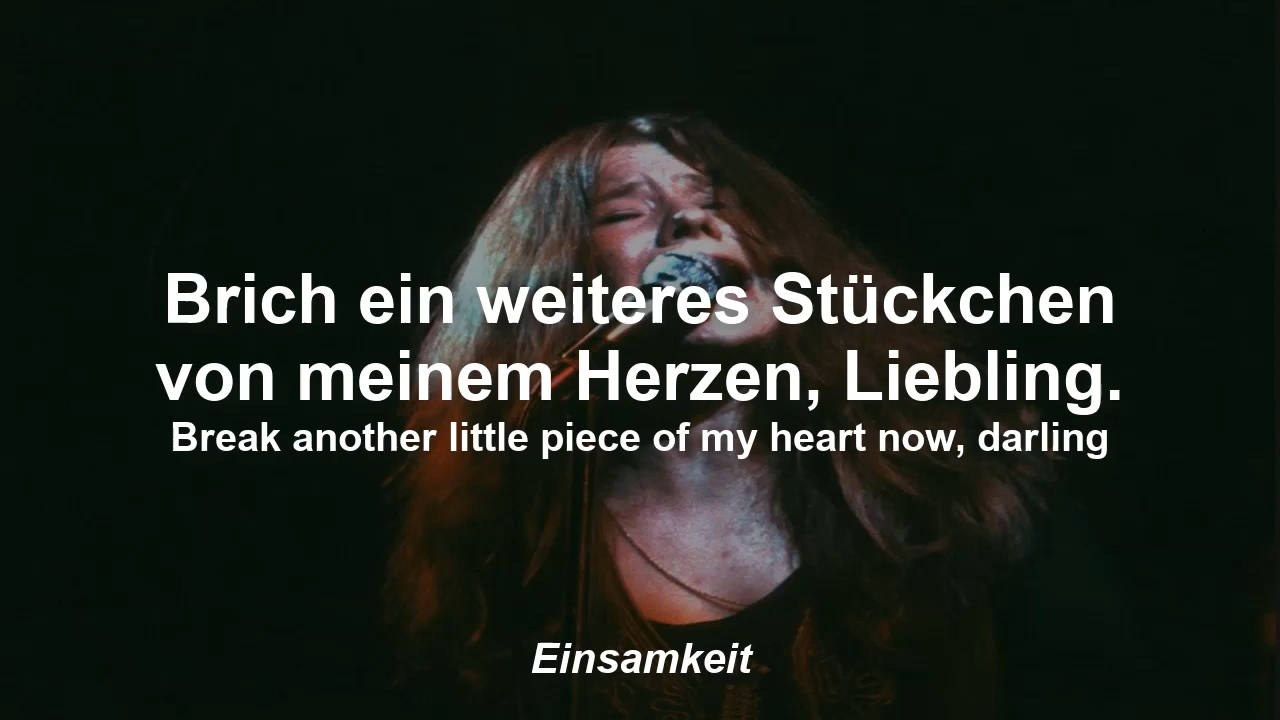 Brich ein weiteres Stückchen
von meinem Herzen, Liebling.
Break another little piece of my heart now, darling
Einsamkeit